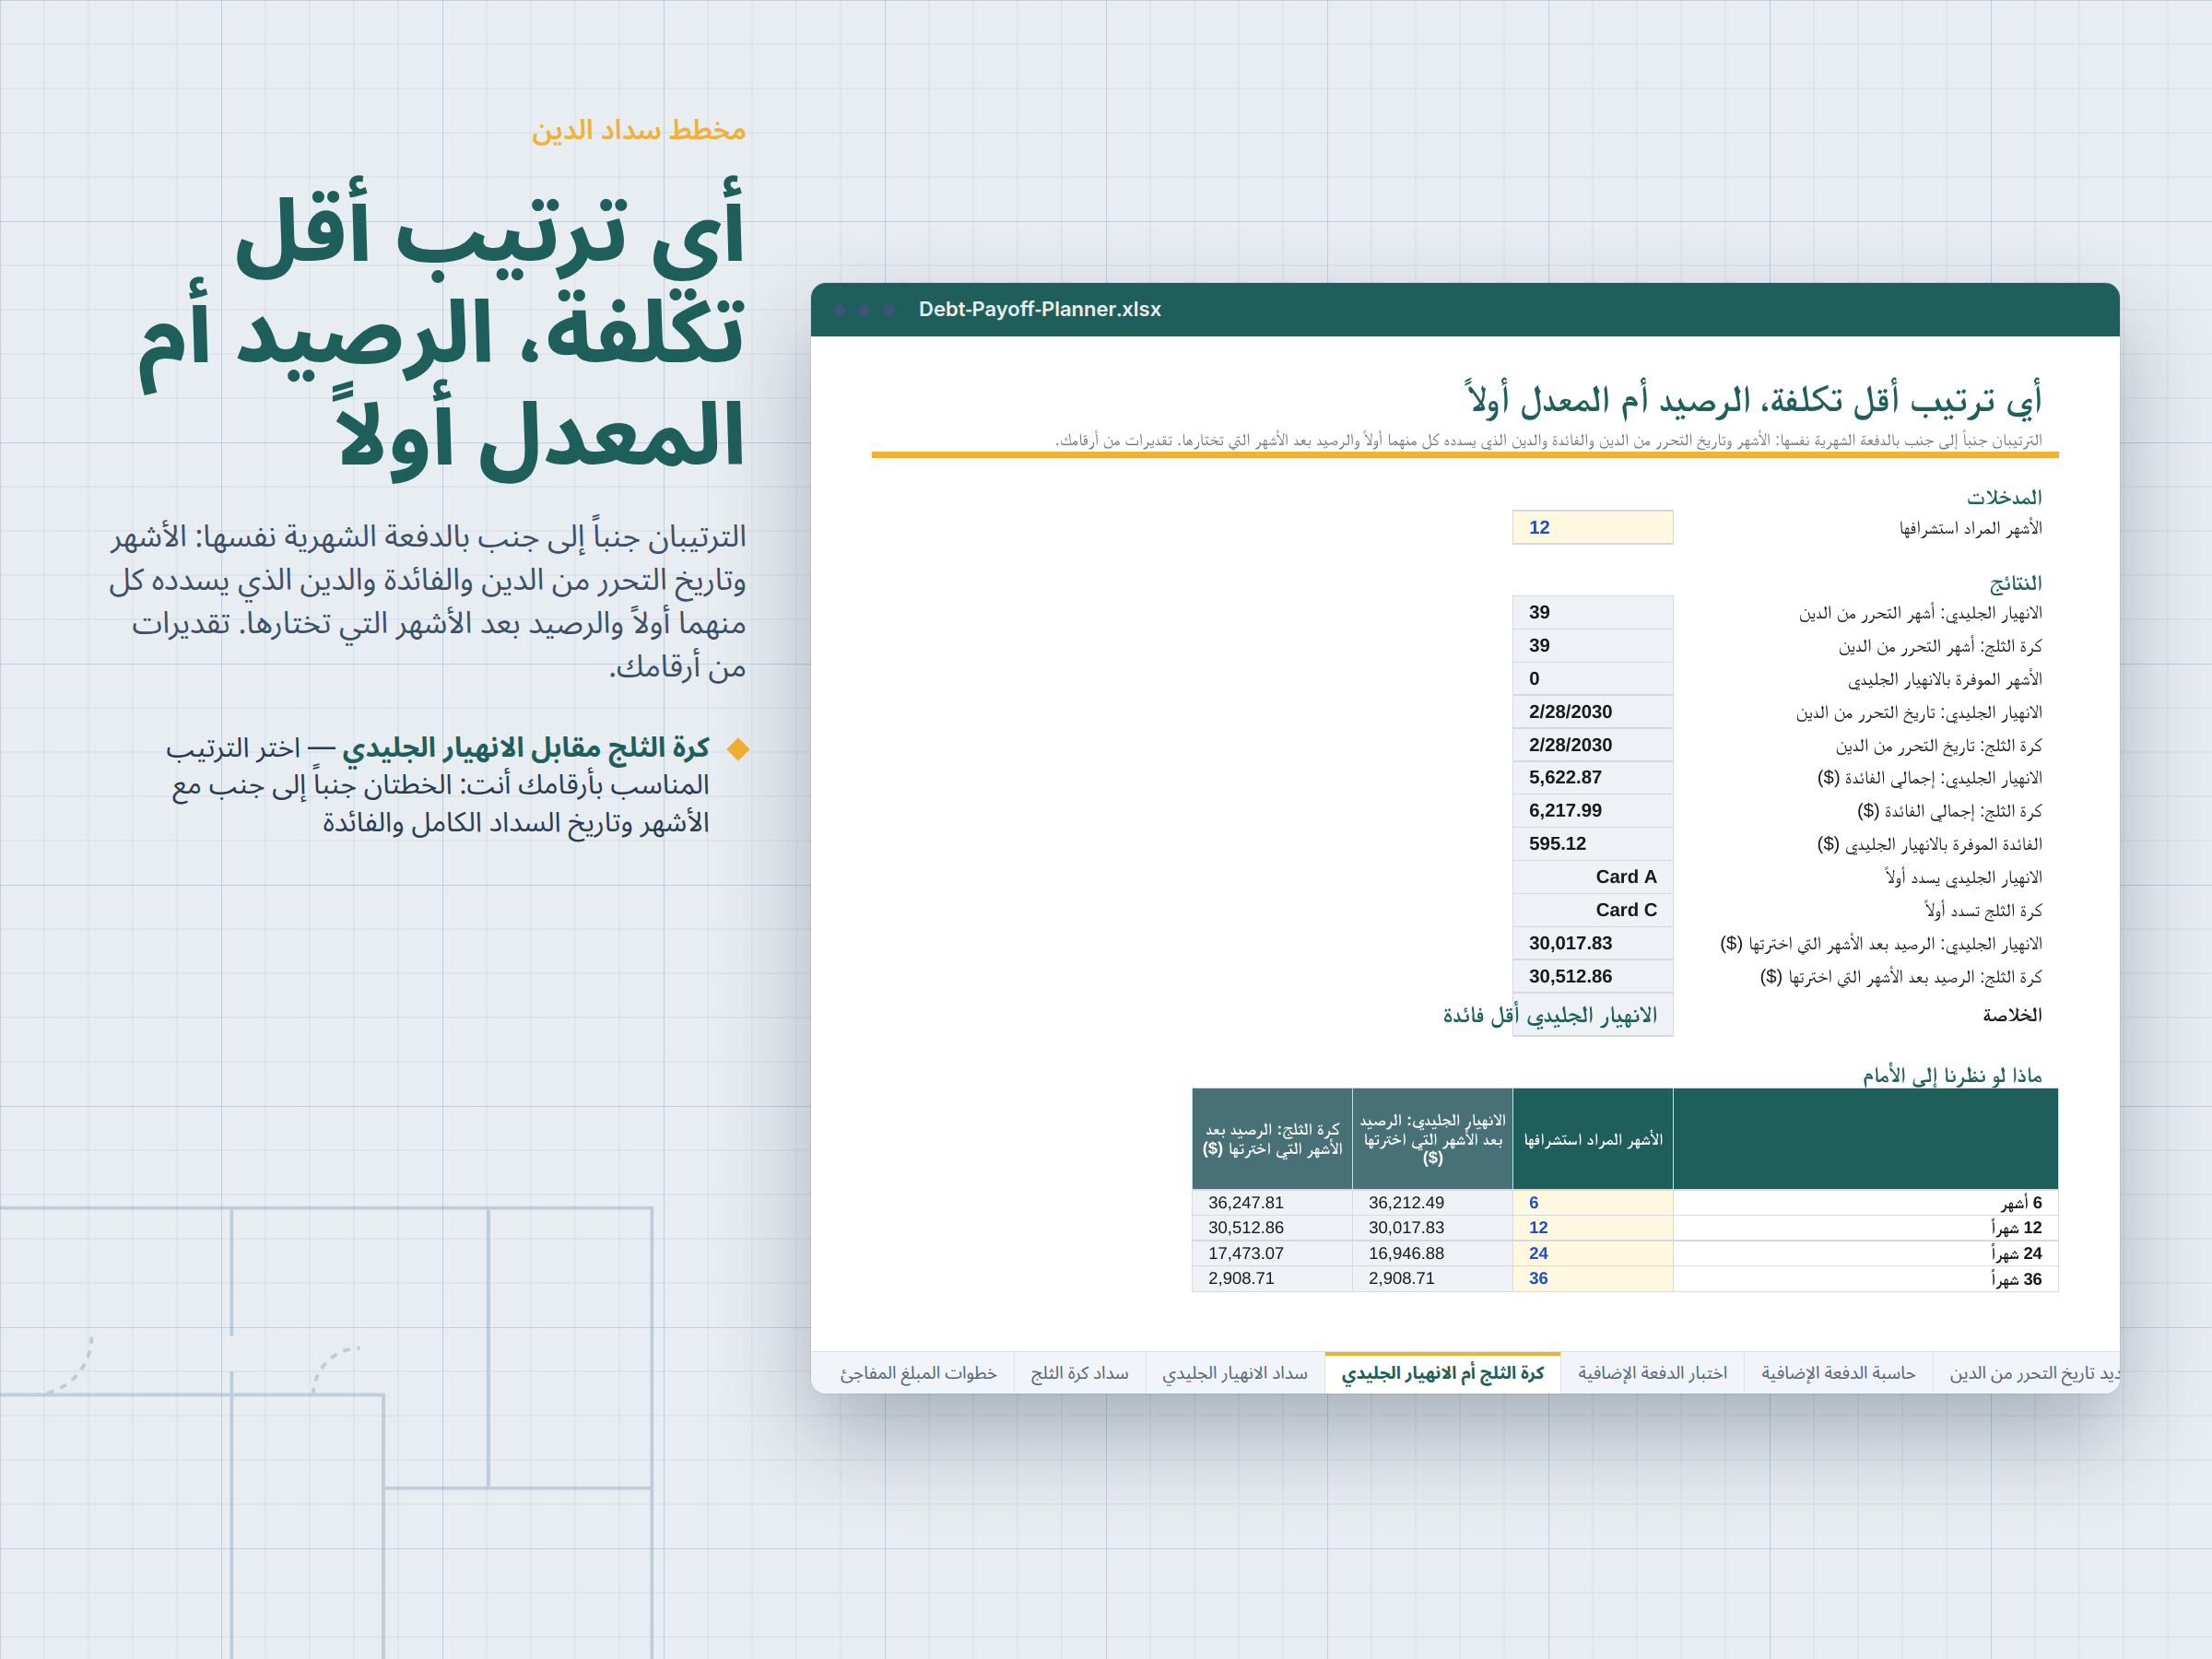 مخطط سداد الدين
أي ترتيب أقل
تكلفة، الرصيد أم
المعدل أولاً
الترتيبان جنباً إلى جنب بالدفعة الشهرية نفسها: الأشهر
وتاريخ التحرر من الدين والفائدة والدين الذي يسدده كل
منهما أولاً والرصيد بعد الأشهر التي تختارها. تقديرات
من أرقامك.
كرة الثلج مقابل الانهيار الجليدي — اختر الترتيب
المناسب بأرقامك أنت: الخطتان جنباً إلى جنب مع
الأشهر وتاريخ السداد الكامل والفائدة
Debt-Payoff-Planner.xlsx
أي ترتيب أقل تكلفة، الرصيد أم المعدل أولاً
الترتيبان جنباً إلى جنب بالدفعة الشهرية نفسها: الأشهر وتاريخ التحرر من الدين والفائدة والدين الذي يسدده كل منهما أولاً والرصيد بعد الأشهر التي تختارها. تقديرات من أرقامك.
المدخلات
الأشهر المراد استشرافها 12
النتائج
الانهيار الجليدي: أشهر التحرر من الدين 39
كرة الثلج: أشهر التحرر من الدين 39
الأشهر الموفرة بالانهيار الجليدي 0
الانهيار الجليدي: تاريخ التحرر من الدين 2/28/2030
كرة الثلج: تاريخ التحرر من الدين 2/28/2030
الانهيار الجليدي: إجمالي الفائدة ($) 5,622.87
كرة الثلج: إجمالي الفائدة ($) 6,217.99
الفائدة الموفرة بالانهيار الجليدي ($) 595.12
الانهيار الجليدي يسدد أولاً Card A
كرة الثلج تسدد أولاً Card C
الانهيار الجليدي: الرصيد بعد الأشهر التي اخترتها ($) 30,017.83
كرة الثلج: الرصيد بعد الأشهر التي اخترتها ($) 30,512.86
الخلاصة الانهيار الجليدي أقل فائدة
ماذا لو نظرنا إلى الأمام
الأشهر المراد استشرافها
الانهيار الجليدي: الرصيد
بعد الأشهر التي اخترتها
($)
كرة الثلج: الرصيد بعد
الأشهر التي اخترتها ($)
6 أشهر 6 36,212.49 36,247.81
12 شهراً 12 30,017.83 30,512.86
24 شهراً 24 16,946.88 17,473.07
36 شهراً 36 2,908.71 2,908.71
تاريخ التحرر من الدين حاسبة الدفعة الإضافية اختبار الدفعة الإضافية كرة الثلج أم الانهيار الجليدي سداد الانهيار الجليدي سداد كرة الثلج خطوات المبلغ المفاجئ